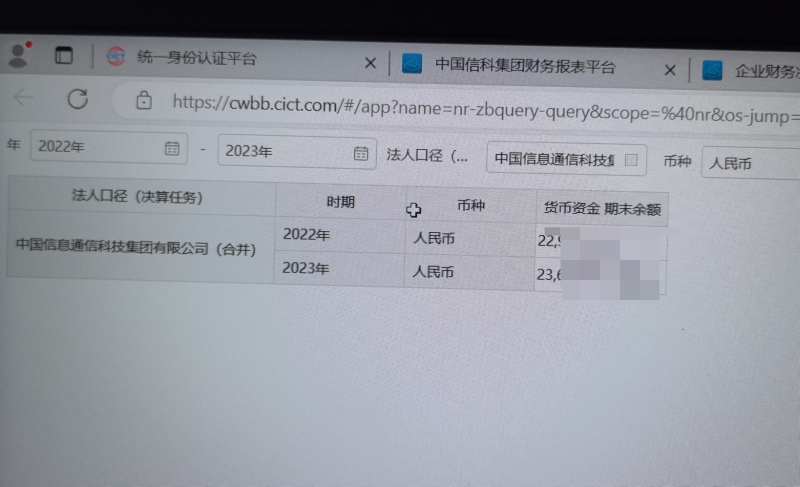 统一身份认证平台
中国信科集团财务报表平台
企业财务
https://cwbb.cict.com/#/app?name=nr-zbquery-query&scope=%40nr&os-jump=
年 2022年 - 2023年 法人口径（... 中国信息通信科技集 币种 人民币
法人口径（决算任务） 时期 币种 货币资金 期末余额
中国信息通信科技集团有限公司（合并） 2022年 人民币 22,
2023年 人民币 23,6